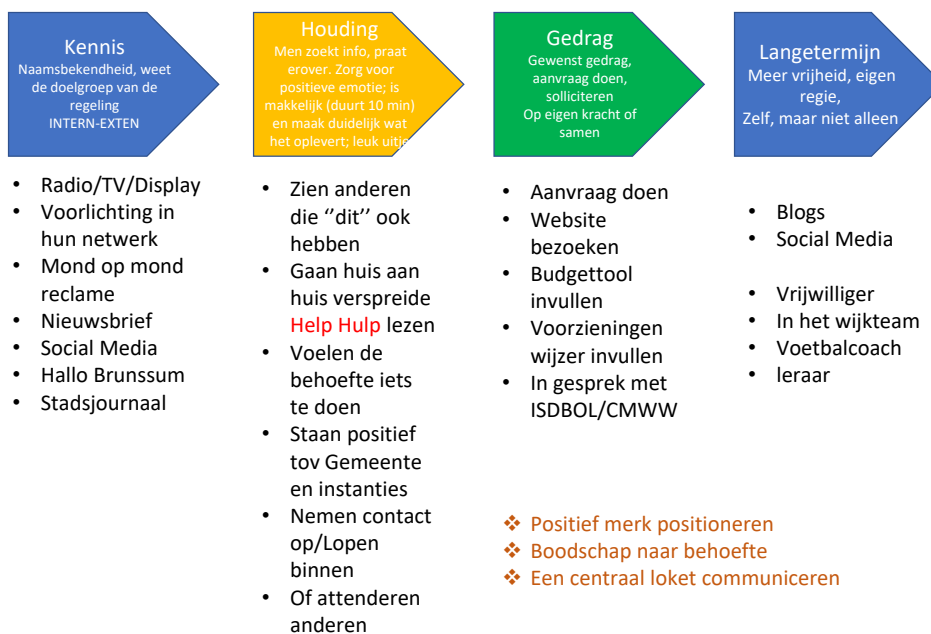 Kennis
Naamsbekendheid, weet
de doelgroep van de
regeling
INTERN-EXTEN
• Radio/TV/Display
• Voorlichting in
hun netwerk
• Mond op mond
reclame
• Nieuwsbrief
• Social Media
• Hallo Brunssum
• Stadsjournaal
Houding
Men zoekt info, praat
erover. Zorg voor
positieve emotie; is
makkelijk (duurt 10 min)
en maak duidelijk wat
het oplevert; leuk uitje
• Zien anderen
die ‘’dit’’ ook
hebben
• Gaan huis aan
huis verspreide
Help Hulp lezen
• Voelen de
behoefte iets
te doen
• Staan positief
tov Gemeente
en instanties
• Nemen contact
op/Lopen
binnen
• Of attenderen
anderen
Gedrag
Gewenst gedrag,
aanvraag doen,
solliciteren
Op eigen kracht of
samen
• Aanvraag doen
• Website
bezoeken
• Budgettool
invullen
• Voorzieningen
wijzer invullen
• In gesprek met
ISDBOL/CMWW
Langetermijn
Meer vrijheid, eigen
regie,
Zelf, maar niet alleen
• Blogs
• Social Media
• Vrijwilliger
• In het wijkteam
• Voetbalcoach
• leraar
❖ Positief merk positioneren
❖ Boodschap naar behoefte
❖ Een centraal loket communiceren